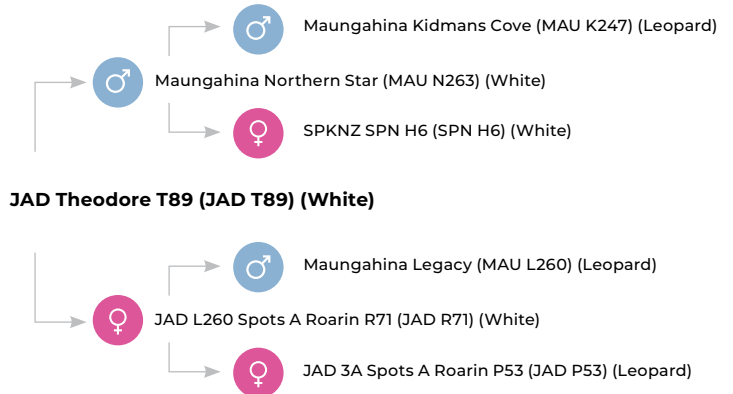 Maungahina Kidmans Cove (MAU K247) (Leopard)
Maungahina Northern Star (MAU N263) (White)
SPKNZ SPN H6 (SPN H6) (White)
JAD Theodore T89 (JAD T89) (White)
Maungahina Legacy (MAU L260) (Leopard)
JAD L260 Spots A Roarin R71 (JAD R71) (White)
JAD 3A Spots A Roarin P53 (JAD P53) (Leopard)